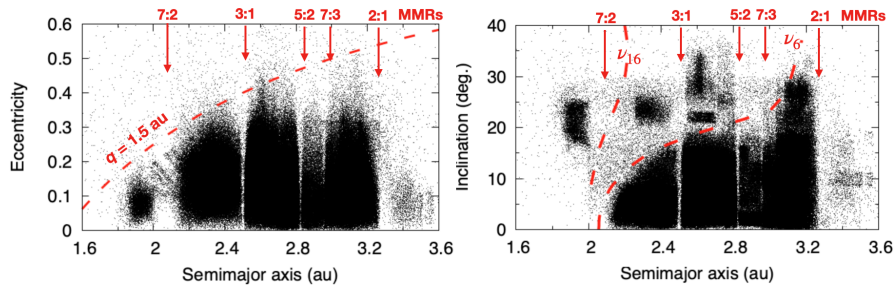 7:2 3:1 5:2 7:3 2:1 MMRs
0.6
0.5
0.4
0.3
0.2
0.1
0
Eccentricity
q = 1.5 au
1.6 2 2.4 2.8 3.2 3.6
Semimajor axis (au)
7:2 3:1 5:2 7:3 2:1 MMRs
40
30
20
10
0
Inclination (deg.)
ν16
ν6
1.6 2 2.4 2.8 3.2 3.6
Semimajor axis (au)